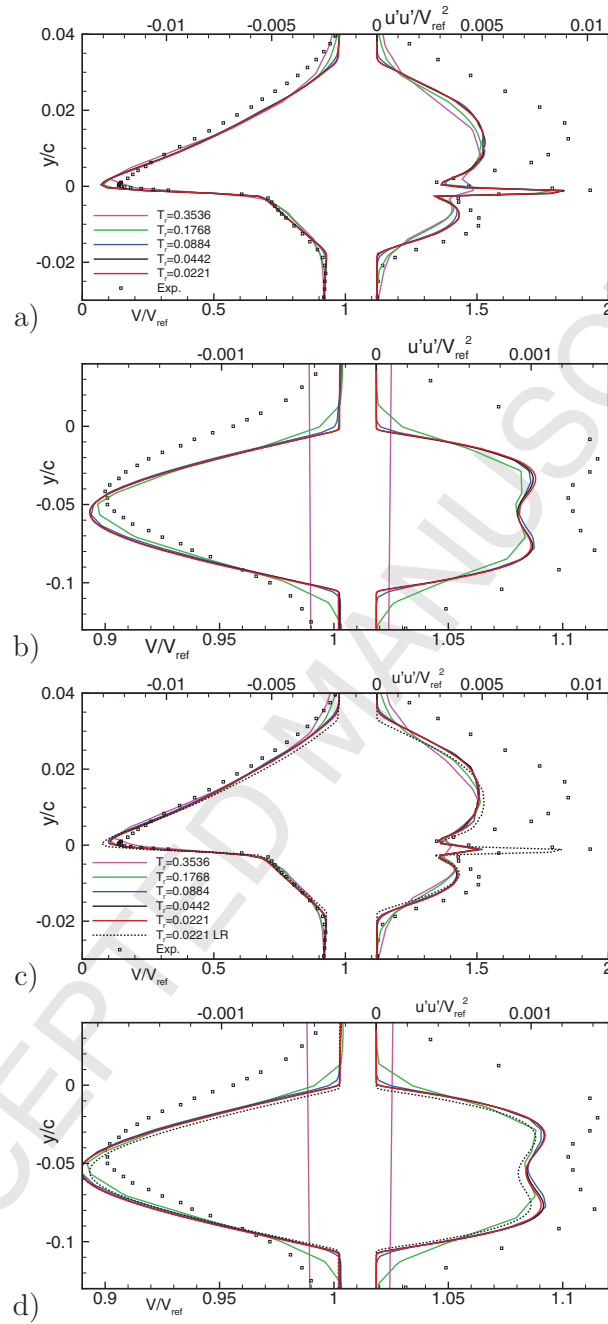 -0.01 -0.005 0 0.005 0.01
u'u'/V_ref^2
0.04
0.02
0
-0.02
y/c
T_r=0.3536
T_r=0.1768
T_r=0.0884
T_r=0.0442
T_r=0.0221
Exp.
0 0.5 1 1.5 2
V/V_ref
a)
-0.001 0 0.001
u'u'/V_ref^2
0
-0.05
-0.1
y/c
0.9 0.95 1 1.05 1.1
V/V_ref
b)
-0.01 -0.005 0 0.005 0.01
u'u'/V_ref^2
0.04
0.02
0
-0.02
y/c
T_r=0.3536
T_r=0.1768
T_r=0.0884
T_r=0.0442
T_r=0.0221
T_r=0.0221 LR
Exp.
0 0.5 1 1.5 2
V/V_ref
c)
-0.001 0 0.001
u'u'/V_ref^2
0
-0.05
-0.1
y/c
0.9 0.95 1 1.05 1.1
V/V_ref
d)